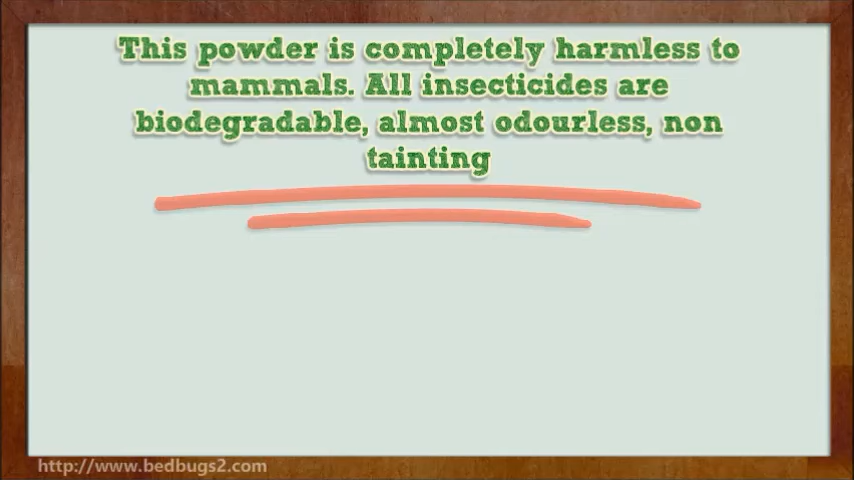 This powder is completely harmless to
mammals. All insecticides are
biodegradable, almost odourless, non
tainting
http://www.bedbugs2.com